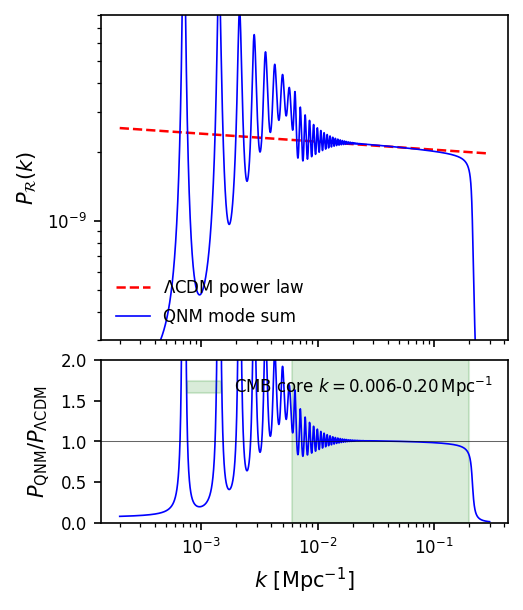 P_ℛ(k)
10⁻⁹
ΛCDM power law
QNM mode sum
P_QNM/P_ΛCDM
2.0
1.5
1.0
0.5
0.0
CMB core k = 0.006-0.20 Mpc⁻¹
10⁻³ 10⁻² 10⁻¹
k [Mpc⁻¹]